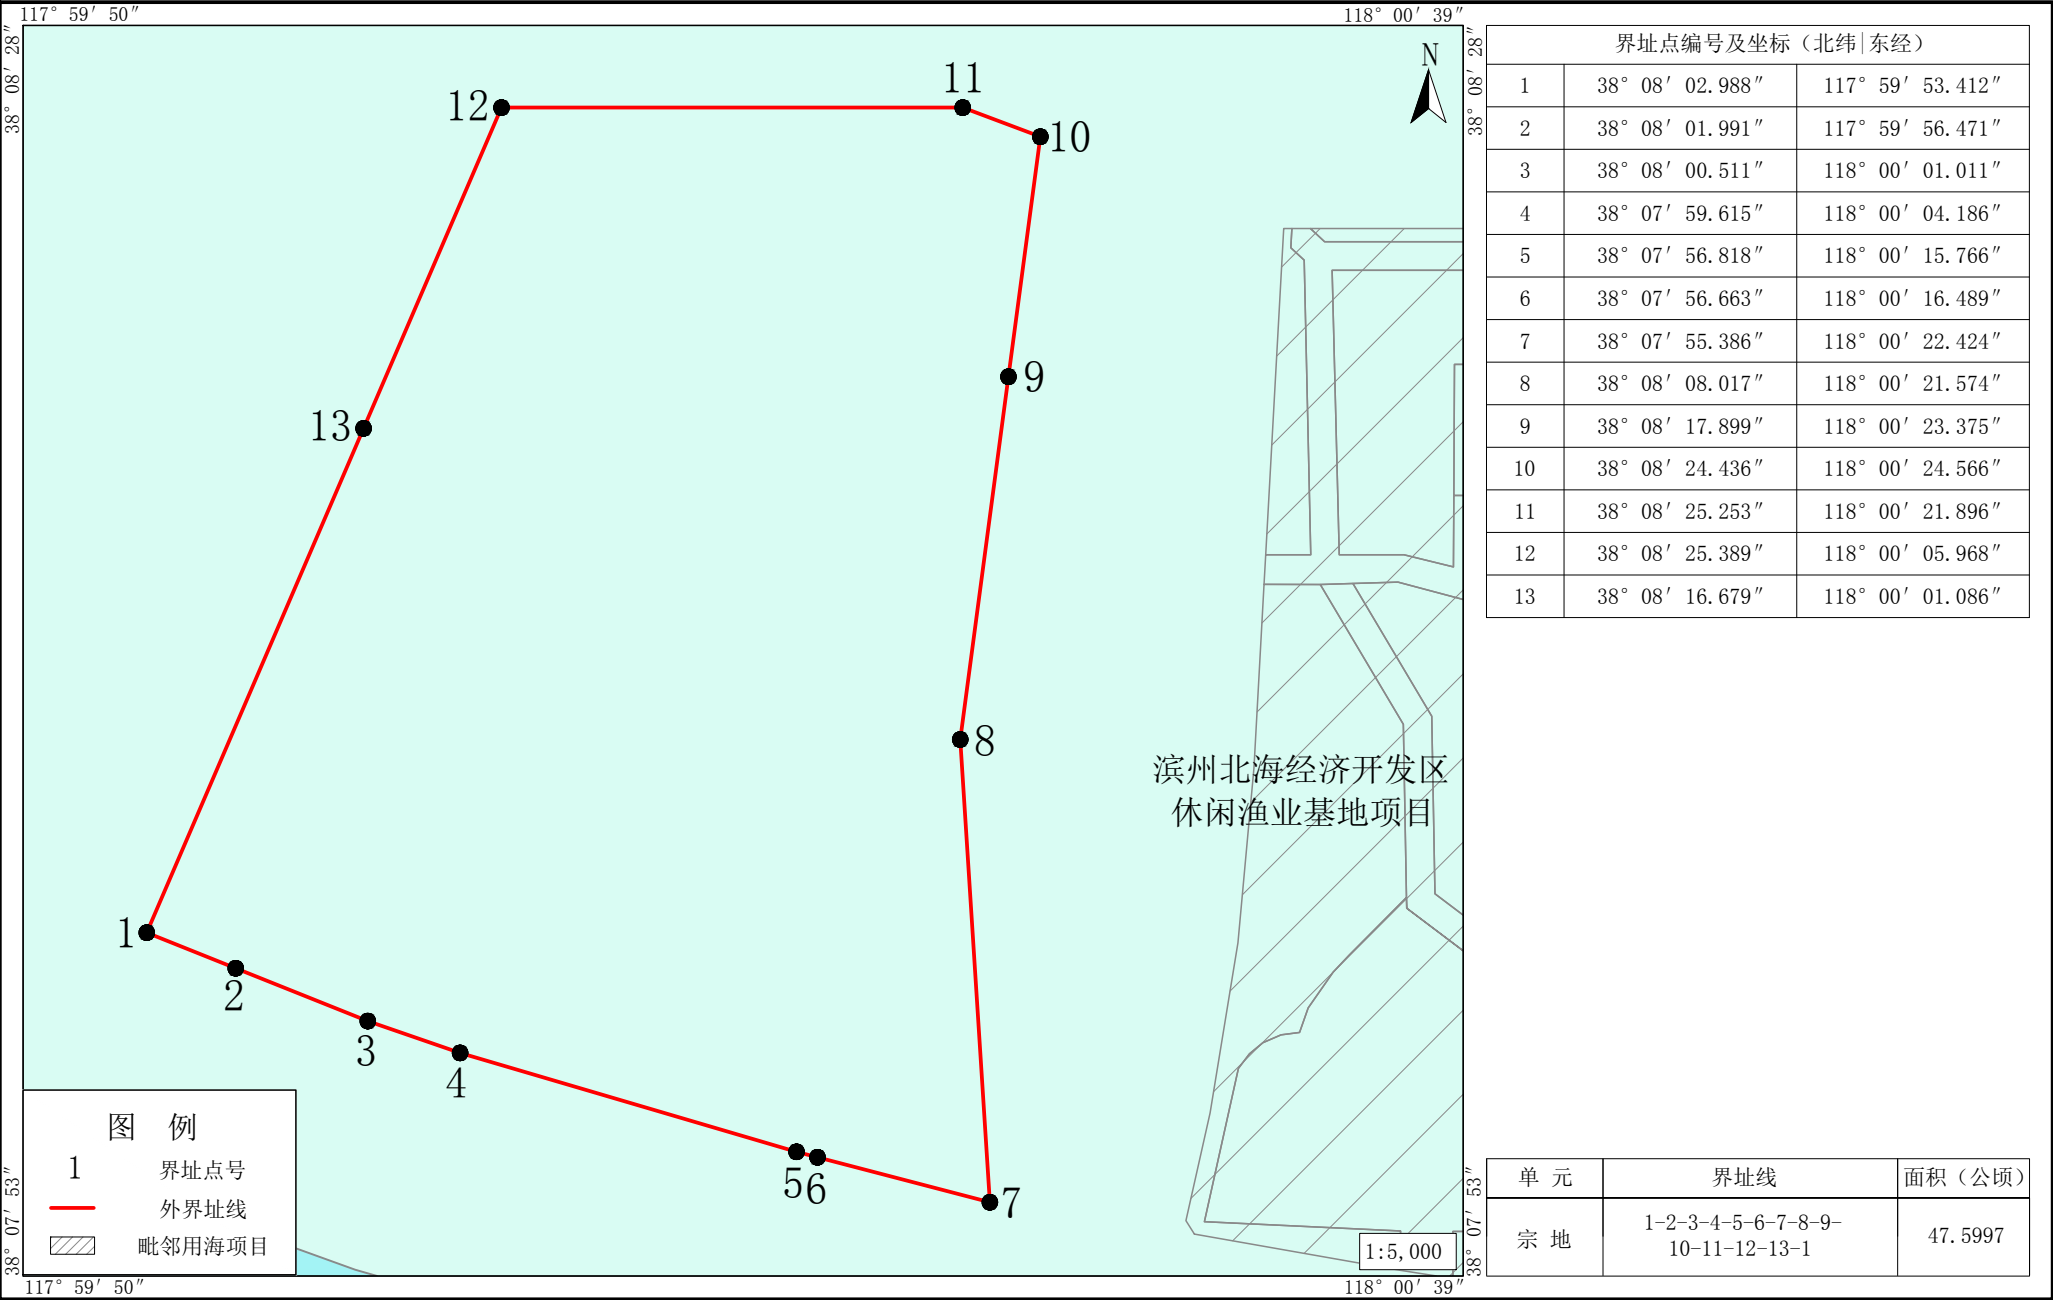 117° 59′ 50″
118° 00′ 39″
38° 08′ 28″
38° 08′ 28″
N
12
11
10
9
13
8
1
2
3
4
5
6
7
滨州北海经济开发区
休闲渔业基地项目
图 例
1 界址点号
外界址线
毗邻用海项目
1:5,000
38° 07′ 53″
38° 07′ 53″
117° 59′ 50″
118° 00′ 39″
界址点编号及坐标（北纬|东经）
1 38° 08′ 02.988″ 117° 59′ 53.412″
2 38° 08′ 01.991″ 117° 59′ 56.471″
3 38° 08′ 00.511″ 118° 00′ 01.011″
4 38° 07′ 59.615″ 118° 00′ 04.186″
5 38° 07′ 56.818″ 118° 00′ 15.766″
6 38° 07′ 56.663″ 118° 00′ 16.489″
7 38° 07′ 55.386″ 118° 00′ 22.424″
8 38° 08′ 08.017″ 118° 00′ 21.574″
9 38° 08′ 17.899″ 118° 00′ 23.375″
10 38° 08′ 24.436″ 118° 00′ 24.566″
11 38° 08′ 25.253″ 118° 00′ 21.896″
12 38° 08′ 25.389″ 118° 00′ 05.968″
13 38° 08′ 16.679″ 118° 00′ 01.086″
单 元 界址线 面积（公顷）
宗 地 1-2-3-4-5-6-7-8-9-
10-11-12-13-1
47.5997